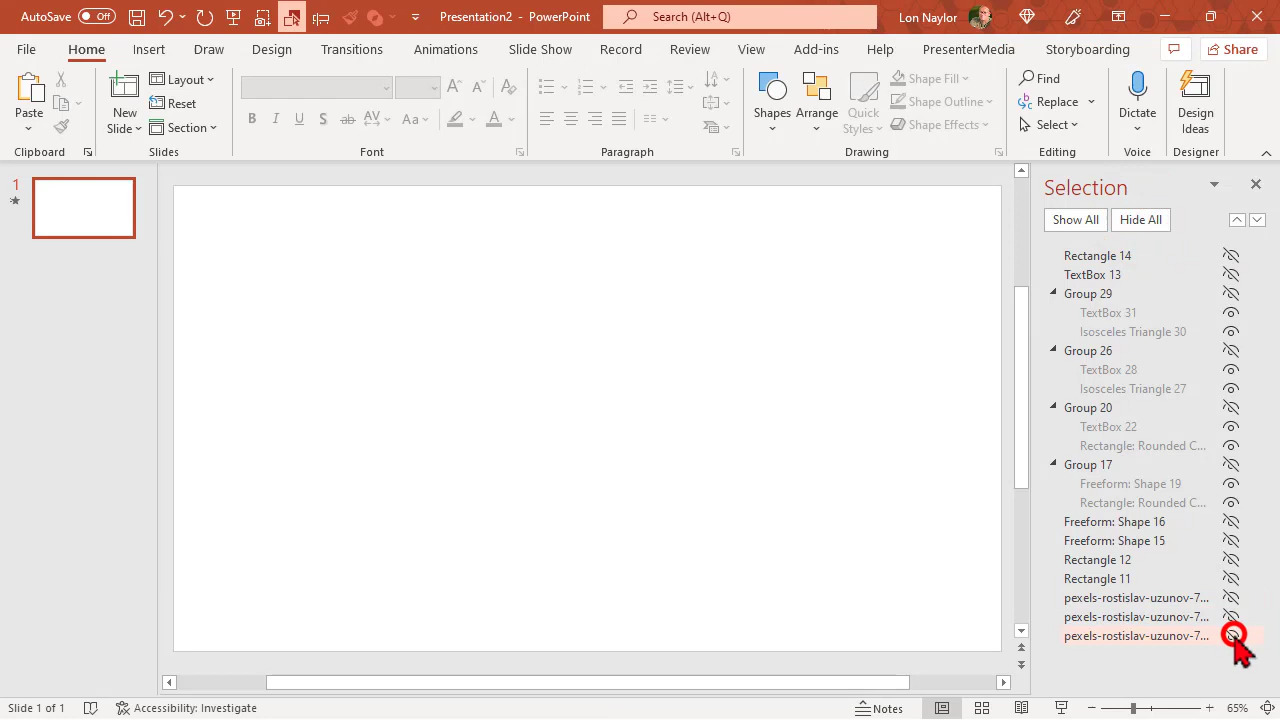 AutoSave Off Presentation2 - PowerPoint Search (Alt+Q) Lon Naylor
File Home Insert Draw Design Transitions Animations Slide Show Record Review View Add-ins Help PresenterMedia Storyboarding Share
Paste
Clipboard
New
Slide
Layout
Reset
Section
Slides
B I U S ab AV Aa A
Font
Paragraph
Shapes
Arrange
Quick
Styles
Shape Fill
Shape Outline
Shape Effects
Drawing
Find
Replace
Select
Editing
Dictate
Voice
Design
Ideas
Designer
1
Selection
Show All Hide All
Rectangle 14
TextBox 13
Group 29
TextBox 31
Isosceles Triangle 30
Group 26
TextBox 28
Isosceles Triangle 27
Group 20
TextBox 22
Rectangle: Rounded C...
Group 17
Freeform: Shape 19
Rectangle: Rounded C...
Freeform: Shape 16
Freeform: Shape 15
Rectangle 12
Rectangle 11
pexels-rostislav-uzunov-7...
pexels-rostislav-uzunov-7...
pexels-rostislav-uzunov-7...
Slide 1 of 1 Accessibility: Investigate Notes 65%